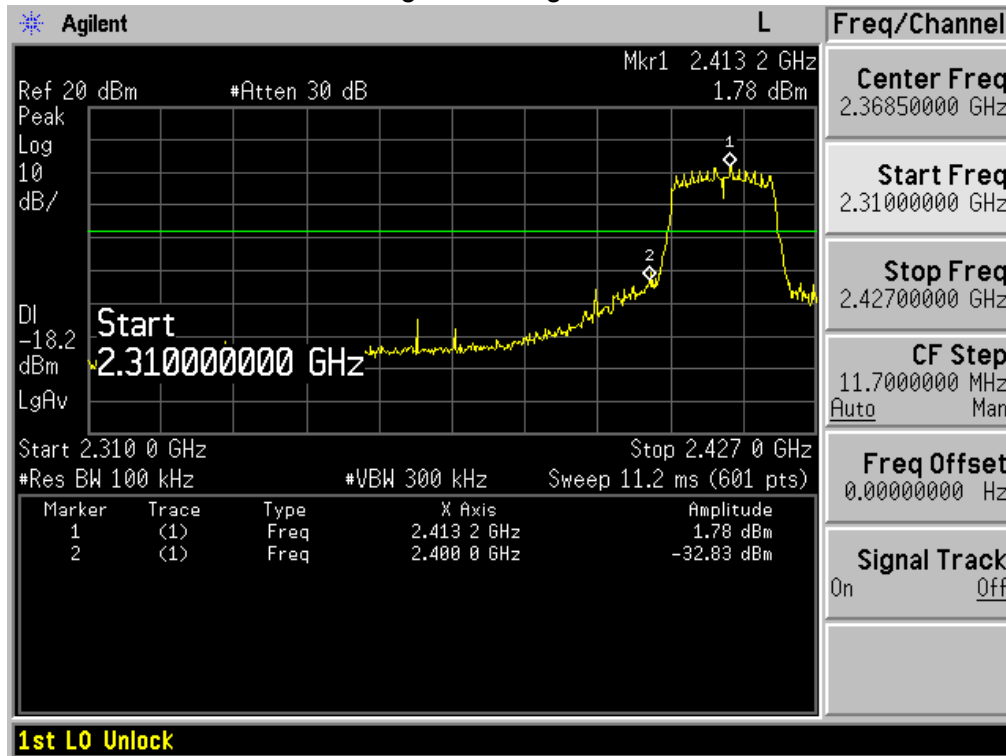 Agilent
L
Freq/Channel
Mkr1 2.413 2 GHz
Ref 20 dBm #Atten 30 dB 1.78 dBm
Peak
Log
10
dB/
1
2
DI
-18.2
dBm
LgAv
Start
2.310000000 GHz
Start 2.310 0 GHz Stop 2.427 0 GHz
#Res BW 100 kHz #VBW 300 kHz Sweep 11.2 ms (601 pts)
Marker Trace Type X Axis Amplitude
1 (1) Freq 2.413 2 GHz 1.78 dBm
2 (1) Freq 2.400 0 GHz -32.83 dBm
Center Freq
2.36850000 GHz
Start Freq
2.31000000 GHz
Stop Freq
2.42700000 GHz
CF Step
11.7000000 MHz
Auto Man
Freq Offset
0.00000000 Hz
Signal Track
On Off
1st LO Unlock